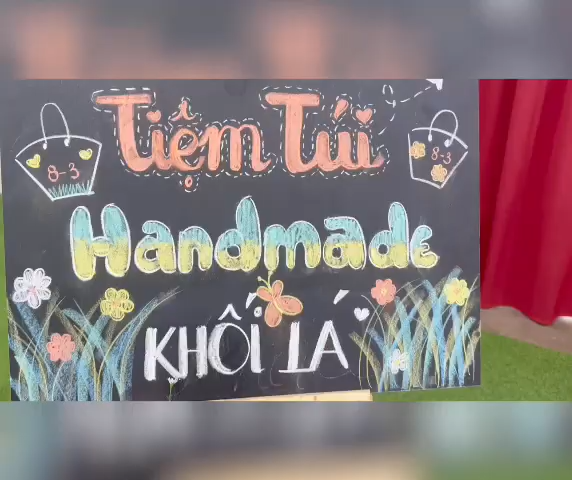 Tiệm Túi
8-3
8-3
Handmade
KHỐI LÁ